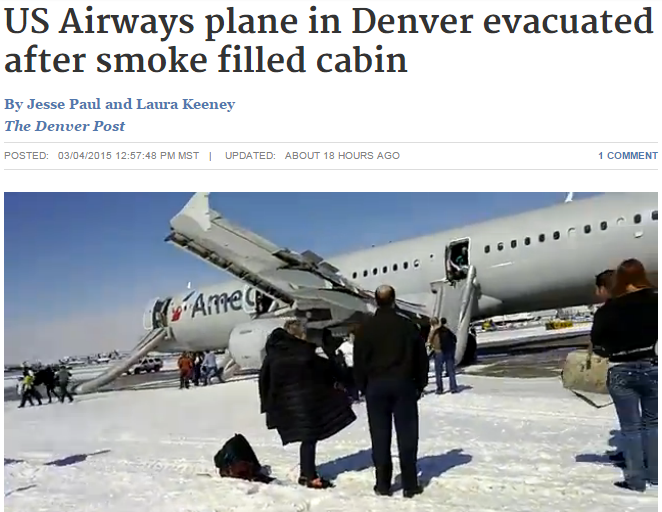 US Airways plane in Denver evacuated
after smoke filled cabin
By Jesse Paul and Laura Keeney
The Denver Post
POSTED: 03/04/2015 12:57:48 PM MST | UPDATED: ABOUT 18 HOURS AGO
1 COMMENT
Ameri